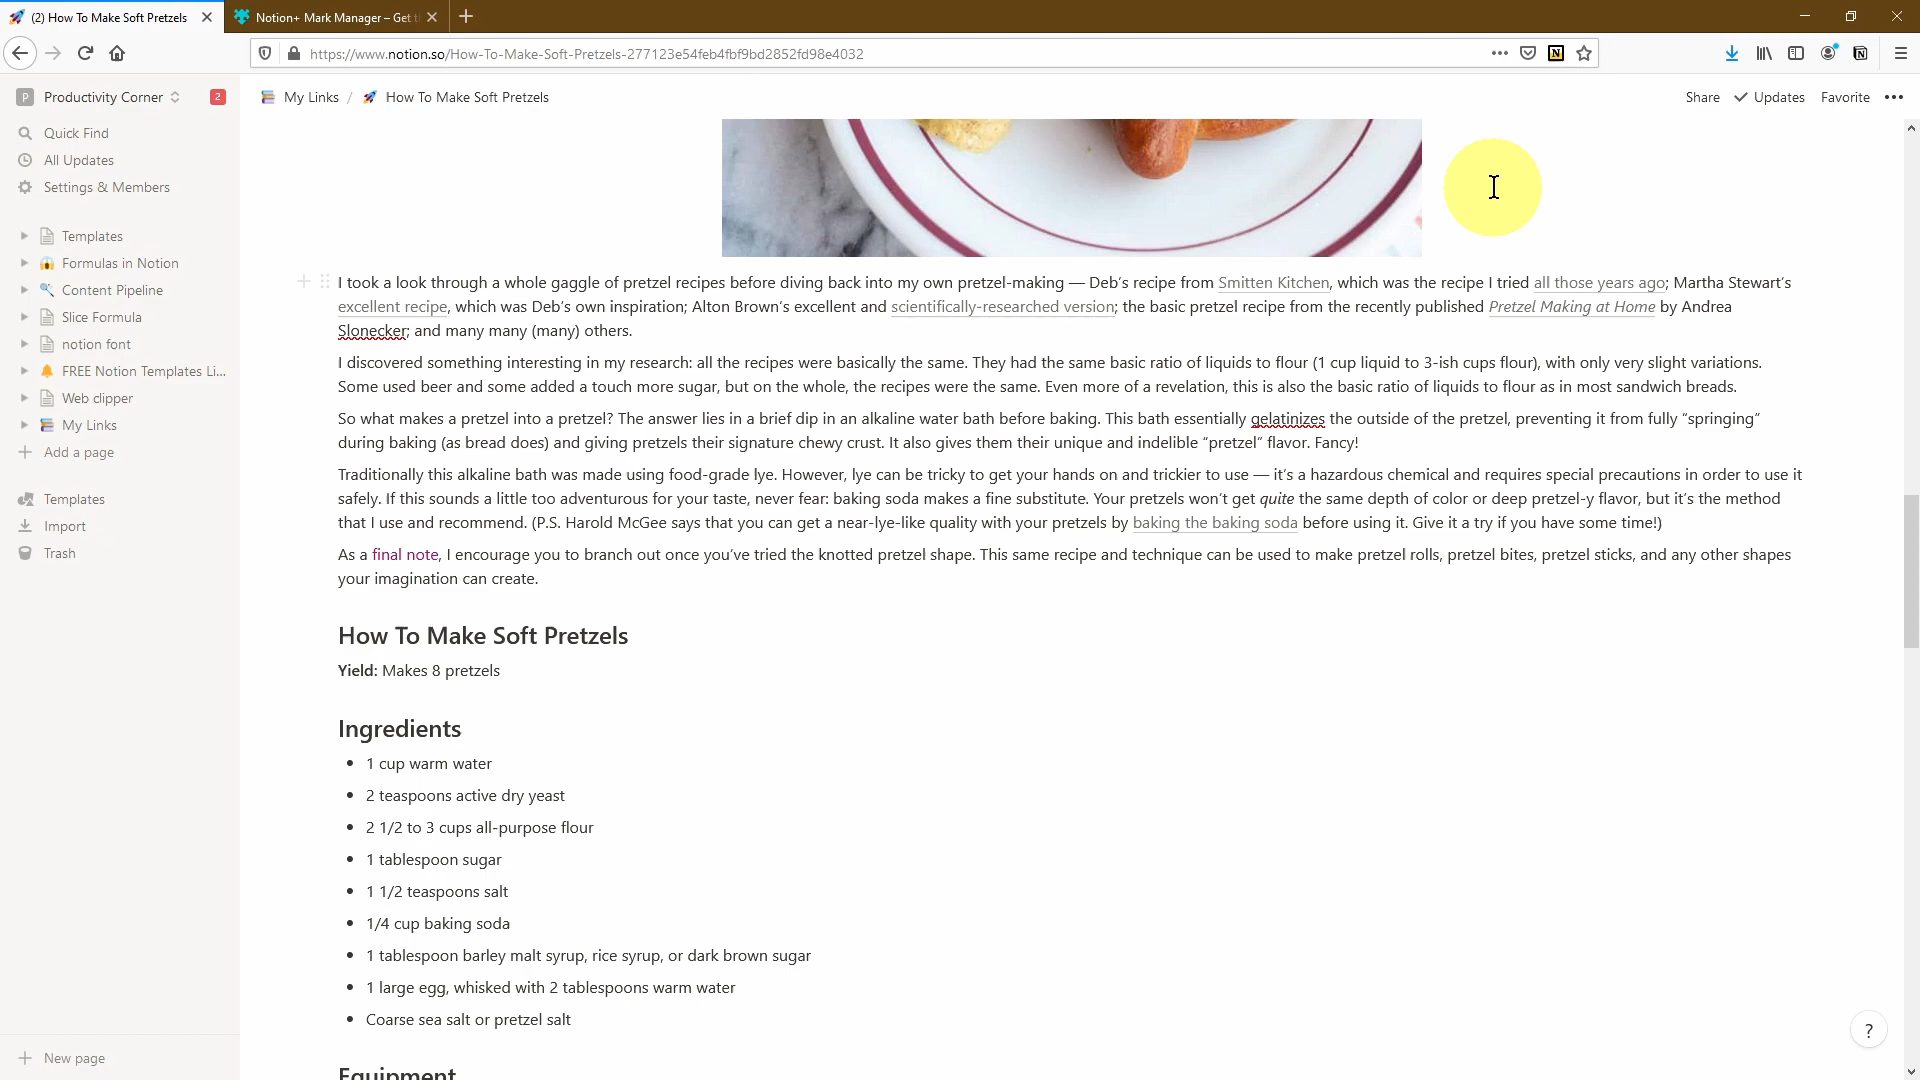 (2) How To Make Soft Pretzels
Notion+ Mark Manager – Get t
https://www.notion.so/How-To-Make-Soft-Pretzels-277123e54feb4fbf9bd2852fd98e4032
P Productivity Corner 2
Quick Find
All Updates
Settings & Members
Templates
Formulas in Notion
Content Pipeline
Slice Formula
notion font
FREE Notion Templates Li...
Web clipper
My Links
Add a page
Templates
Import
Trash
New page
My Links / How To Make Soft Pretzels
Share Updates Favorite
I took a look through a whole gaggle of pretzel recipes before diving back into my own pretzel-making — Deb’s recipe from Smitten Kitchen, which was the recipe I tried all those years ago; Martha Stewart’s
excellent recipe, which was Deb’s own inspiration; Alton Brown’s excellent and scientifically-researched version; the basic pretzel recipe from the recently published Pretzel Making at Home by Andrea
Slonecker; and many many (many) others.
I discovered something interesting in my research: all the recipes were basically the same. They had the same basic ratio of liquids to flour (1 cup liquid to 3-ish cups flour), with only very slight variations.
Some used beer and some added a touch more sugar, but on the whole, the recipes were the same. Even more of a revelation, this is also the basic ratio of liquids to flour as in most sandwich breads.
So what makes a pretzel into a pretzel? The answer lies in a brief dip in an alkaline water bath before baking. This bath essentially gelatinizes the outside of the pretzel, preventing it from fully “springing”
during baking (as bread does) and giving pretzels their signature chewy crust. It also gives them their unique and indelible “pretzel” flavor. Fancy!
Traditionally this alkaline bath was made using food-grade lye. However, lye can be tricky to get your hands on and trickier to use — it’s a hazardous chemical and requires special precautions in order to use it
safely. If this sounds a little too adventurous for your taste, never fear: baking soda makes a fine substitute. Your pretzels won’t get quite the same depth of color or deep pretzel-y flavor, but it’s the method
that I use and recommend. (P.S. Harold McGee says that you can get a near-lye-like quality with your pretzels by baking the baking soda before using it. Give it a try if you have some time!)
As a final note, I encourage you to branch out once you’ve tried the knotted pretzel shape. This same recipe and technique can be used to make pretzel rolls, pretzel bites, pretzel sticks, and any other shapes
your imagination can create.
How To Make Soft Pretzels
Yield: Makes 8 pretzels
Ingredients
• 1 cup warm water
• 2 teaspoons active dry yeast
• 2 1/2 to 3 cups all-purpose flour
• 1 tablespoon sugar
• 1 1/2 teaspoons salt
• 1/4 cup baking soda
• 1 tablespoon barley malt syrup, rice syrup, or dark brown sugar
• 1 large egg, whisked with 2 tablespoons warm water
• Coarse sea salt or pretzel salt
Equipment
?